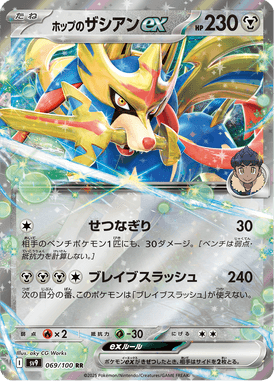 たね ホップのザシアンex HP 230
せつなぎり 30
相手のベンチポケモン1匹にも、30ダメージ。[ベンチは弱点・
抵抗力を計算しない。]
ブレイブスラッシュ 240
次の自分の番、このポケモンは「ブレイブスラッシュ」が使えない。
弱点 ×2 抵抗力 -30 にげる
Illus. aky CG Works
exルール
ポケモンexがきぜつしたとき、相手はサイドを2枚とる。
I sv9 069/100 RR
©2025 Pokémon/Nintendo/Creatures/GAME FREAK